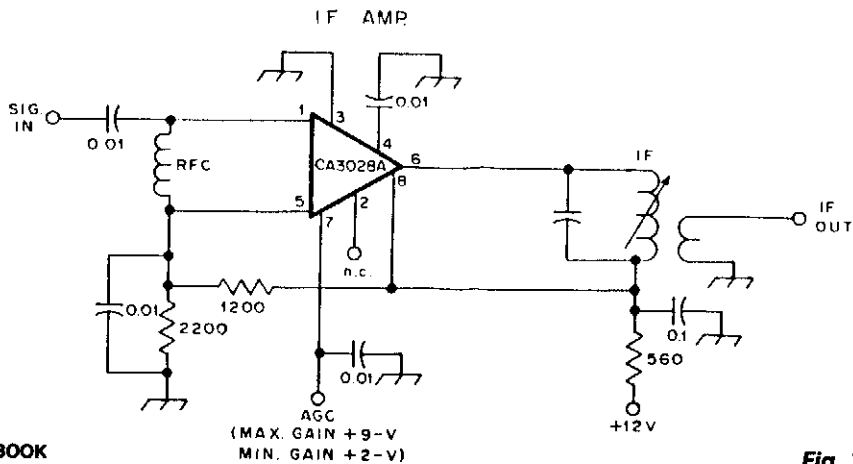 IF AMP.
SIG. IN
0.01
RFC
1
3
4
0.01
CA3028A
6
8
5
7
2
n.c.
IF
IF OUT
0.01
2200
1200
0.01
0.1
560
+12V
AGC
(MAX. GAIN +9-V
MIN. GAIN +2-V)
BOOK
Fig.